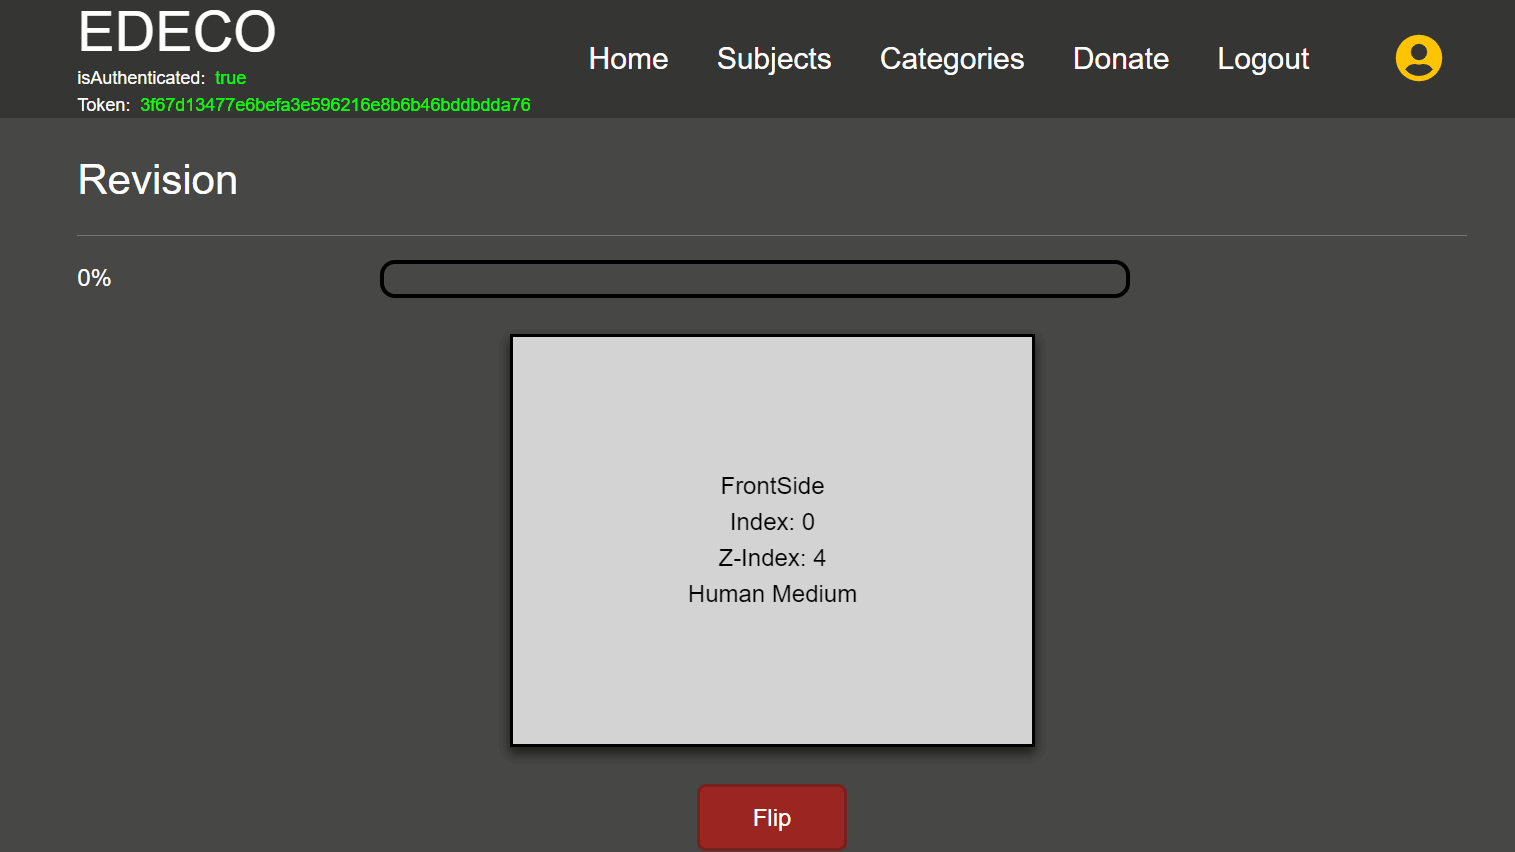 EDECO
isAuthenticated: true
Token: 3f67d13477e6befa3e596216e8b6b46bddbdda76
Home Subjects Categories Donate Logout
Revision
0%
FrontSide
Index: 0
Z-Index: 4
Human Medium
Flip